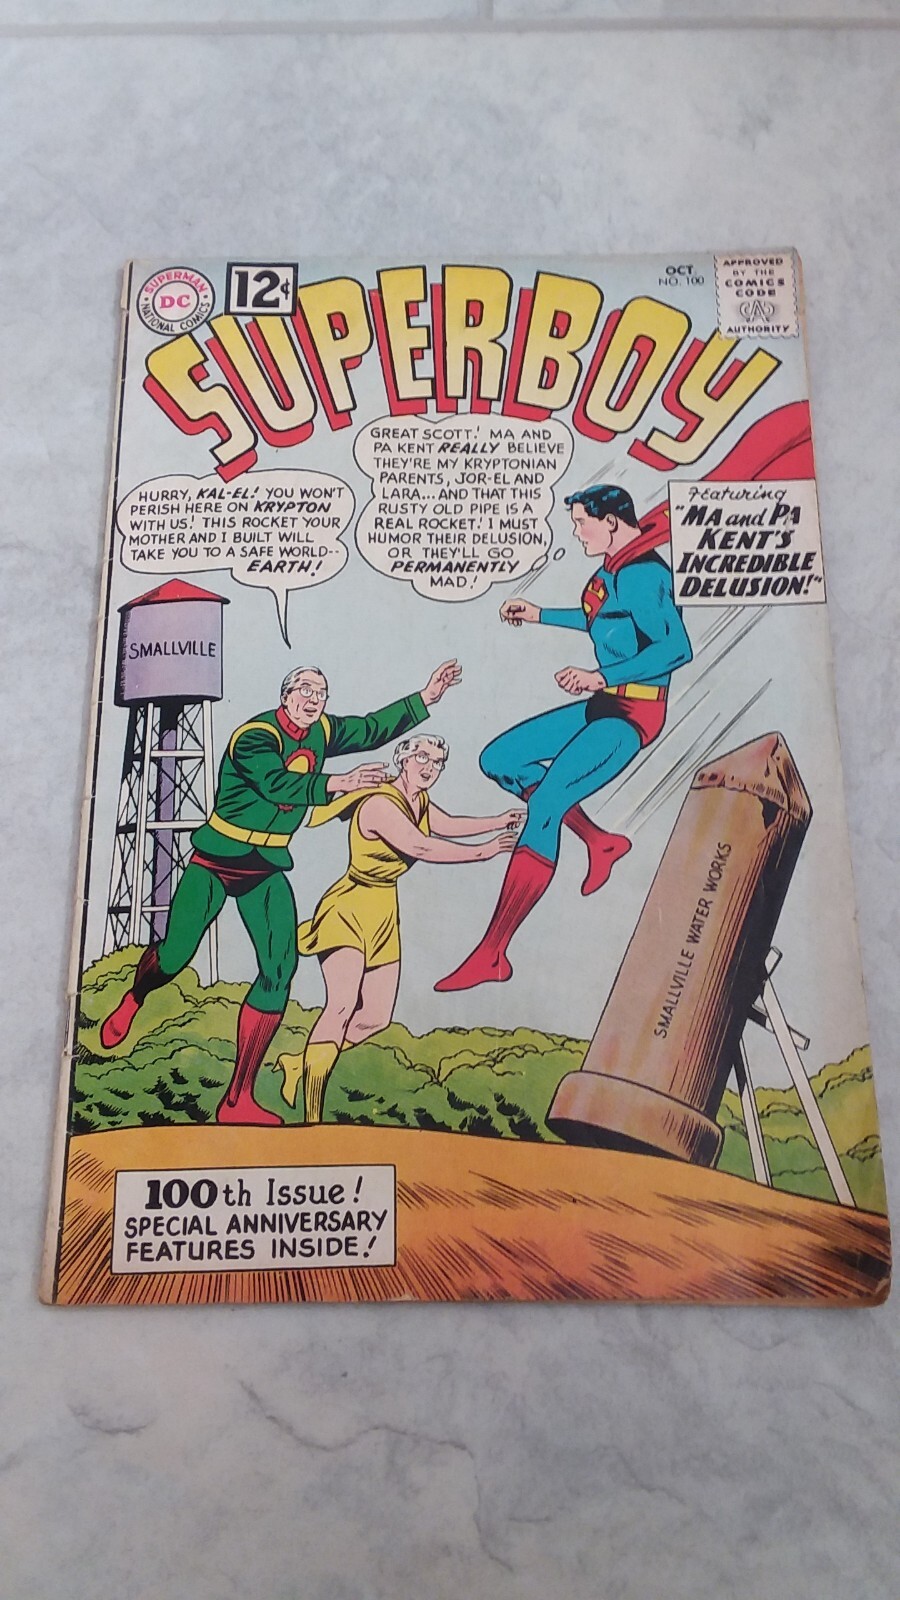 SUPERMAN
DC
NATIONAL COMICS
12¢
OCT.
NO. 100
APPROVED
BY THE
COMICS
CODE
CA
AUTHORITY
SUPERBOY
HURRY, KAL-EL! YOU WON'T
PERISH HERE ON KRYPTON
WITH US! THIS ROCKET YOUR
MOTHER AND I BUILT WILL
TAKE YOU TO A SAFE WORLD--
EARTH!
GREAT SCOTT! MA AND
PA KENT REALLY BELIEVE
THEY'RE MY KRYPTONIAN
PARENTS, JOR-EL AND
LARA...AND THAT THIS
RUSTY OLD PIPE IS A
REAL ROCKET! I MUST
HUMOR THEIR DELUSION,
OR THEY'LL GO
PERMANENTLY
MAD!
Featuring
"MA and PA
KENT'S
INCREDIBLE
DELUSION!"
SMALLVILLE
S
SMALLVILLE WATER WORKS
100th Issue!
SPECIAL ANNIVERSARY
FEATURES INSIDE!